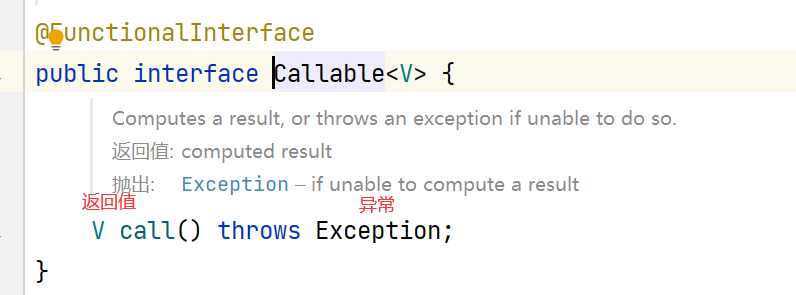 @FunctionalInterface
public interface Callable<V> {
Computes a result, or throws an exception if unable to do so.
返回值: computed result
抛出: Exception – if unable to compute a result
返回值 异常
V call() throws Exception;
}